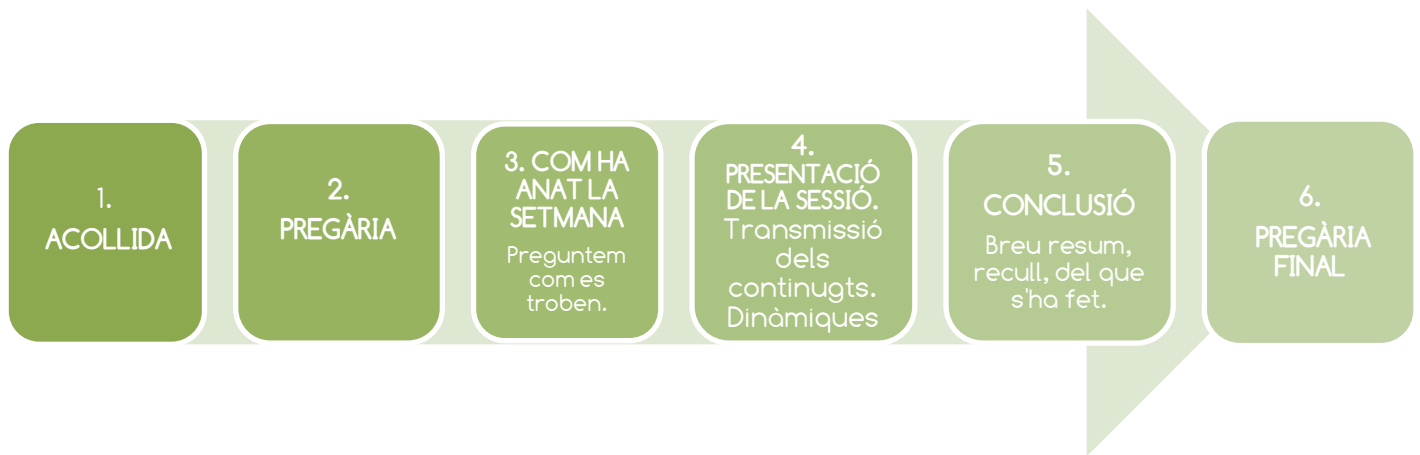 1.
ACOLLIDA
2.
PREGÀRIA
3. COM HA
ANAT LA
SETMANA
Preguntem
com es
troben.
4.
PRESENTACIÓ
DE LA SESSIÓ.
Transmissió
dels
continugts.
Dinàmiques
5.
CONCLUSIÓ
Breu resum,
recull, del que
s'ha fet.
6.
PREGÀRIA
FINAL